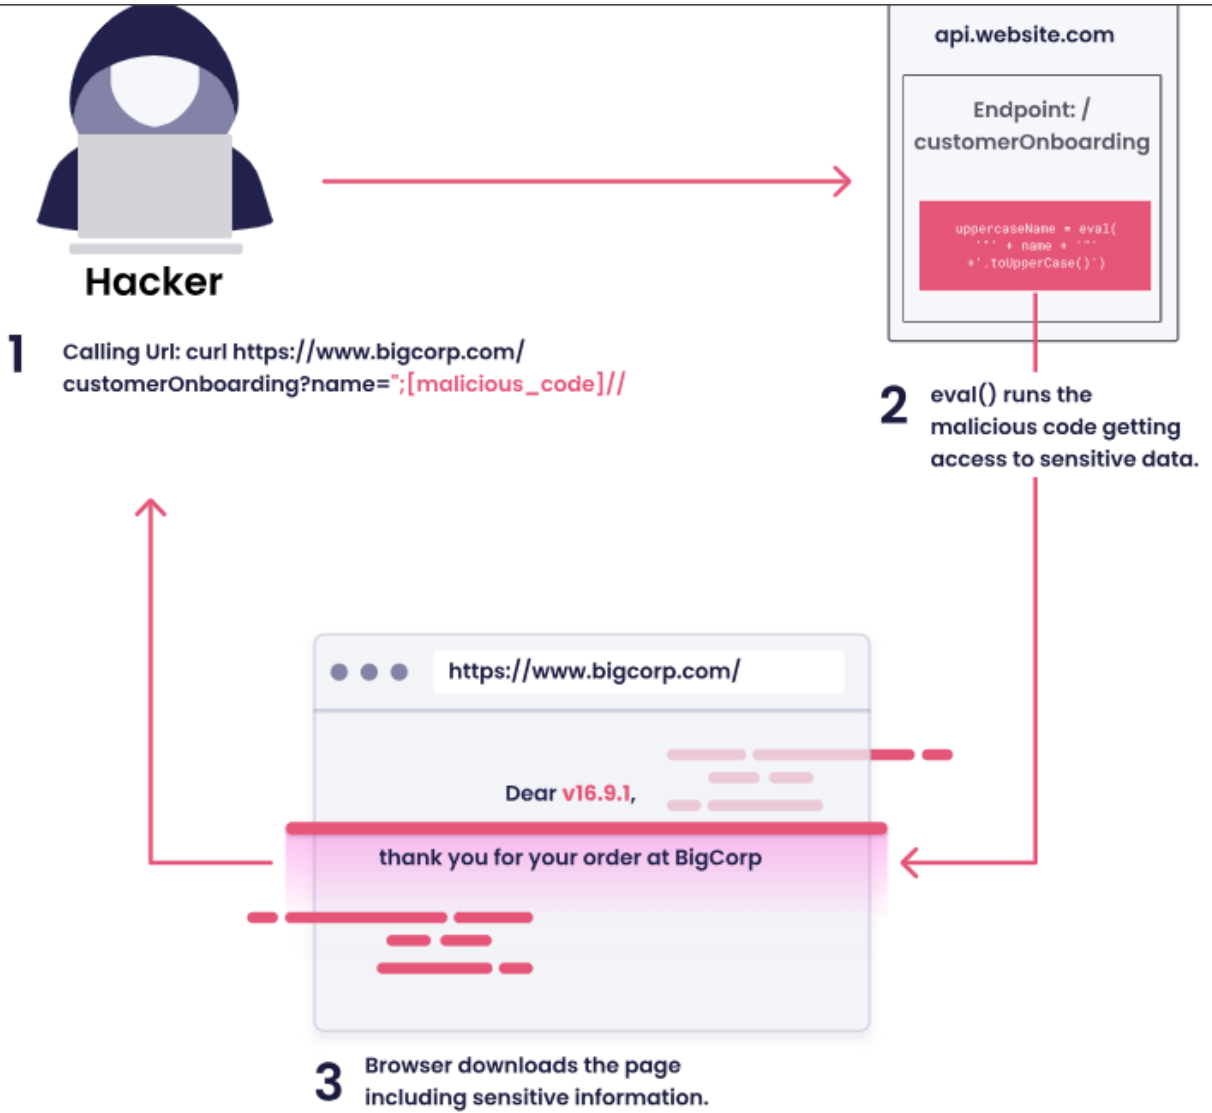 api.website.com
Endpoint: /
customerOnboarding
uppercaseName = eval(
'"' + name + '"'
+'.toUpperCase()')
Hacker
1
Calling Url: curl https://www.bigcorp.com/
customerOnboarding?name=";[malicious_code]//
2
eval() runs the
malicious code getting
access to sensitive data.
https://www.bigcorp.com/
Dear v16.9.1,
thank you for your order at BigCorp
3
Browser downloads the page
including sensitive information.